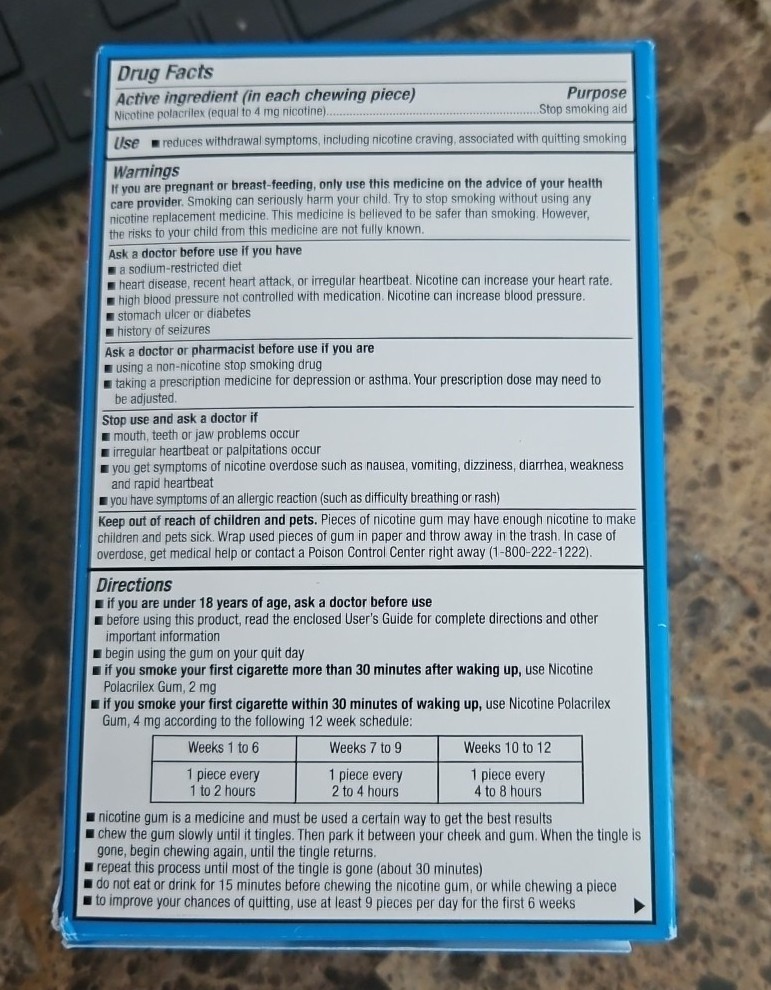 Drug Facts
Active ingredient (in each chewing piece) Purpose
Nicotine polacrilex (equal to 4 mg nicotine)..........................................................Stop smoking aid
Use ■ reduces withdrawal symptoms, including nicotine craving, associated with quitting smoking
Warnings
If you are pregnant or breast-feeding, only use this medicine on the advice of your health
care provider. Smoking can seriously harm your child. Try to stop smoking without using any
nicotine replacement medicine. This medicine is believed to be safer than smoking. However,
the risks to your child from this medicine are not fully known.
Ask a doctor before use if you have
■ a sodium-restricted diet
■ heart disease, recent heart attack, or irregular heartbeat. Nicotine can increase your heart rate.
■ high blood pressure not controlled with medication. Nicotine can increase blood pressure.
■ stomach ulcer or diabetes
■ history of seizures
Ask a doctor or pharmacist before use if you are
■ using a non-nicotine stop smoking drug
■ taking a prescription medicine for depression or asthma. Your prescription dose may need to
be adjusted.
Stop use and ask a doctor if
■ mouth, teeth or jaw problems occur
■ irregular heartbeat or palpitations occur
■ you get symptoms of nicotine overdose such as nausea, vomiting, dizziness, diarrhea, weakness
and rapid heartbeat
■ you have symptoms of an allergic reaction (such as difficulty breathing or rash)
Keep out of reach of children and pets. Pieces of nicotine gum may have enough nicotine to make
children and pets sick. Wrap used pieces of gum in paper and throw away in the trash. In case of
overdose, get medical help or contact a Poison Control Center right away (1-800-222-1222).
Directions
■ if you are under 18 years of age, ask a doctor before use
■ before using this product, read the enclosed User's Guide for complete directions and other
important information
■ begin using the gum on your quit day
■ if you smoke your first cigarette more than 30 minutes after waking up, use Nicotine
Polacrilex Gum, 2 mg
■ if you smoke your first cigarette within 30 minutes of waking up, use Nicotine Polacrilex
Gum, 4 mg according to the following 12 week schedule:
Weeks 1 to 6 Weeks 7 to 9 Weeks 10 to 12
1 piece every 1 piece every 1 piece every
1 to 2 hours 2 to 4 hours 4 to 8 hours
■ nicotine gum is a medicine and must be used a certain way to get the best results
■ chew the gum slowly until it tingles. Then park it between your cheek and gum. When the tingle is
gone, begin chewing again, until the tingle returns.
■ repeat this process until most of the tingle is gone (about 30 minutes)
■ do not eat or drink for 15 minutes before chewing the nicotine gum, or while chewing a piece
■ to improve your chances of quitting, use at least 9 pieces per day for the first 6 weeks